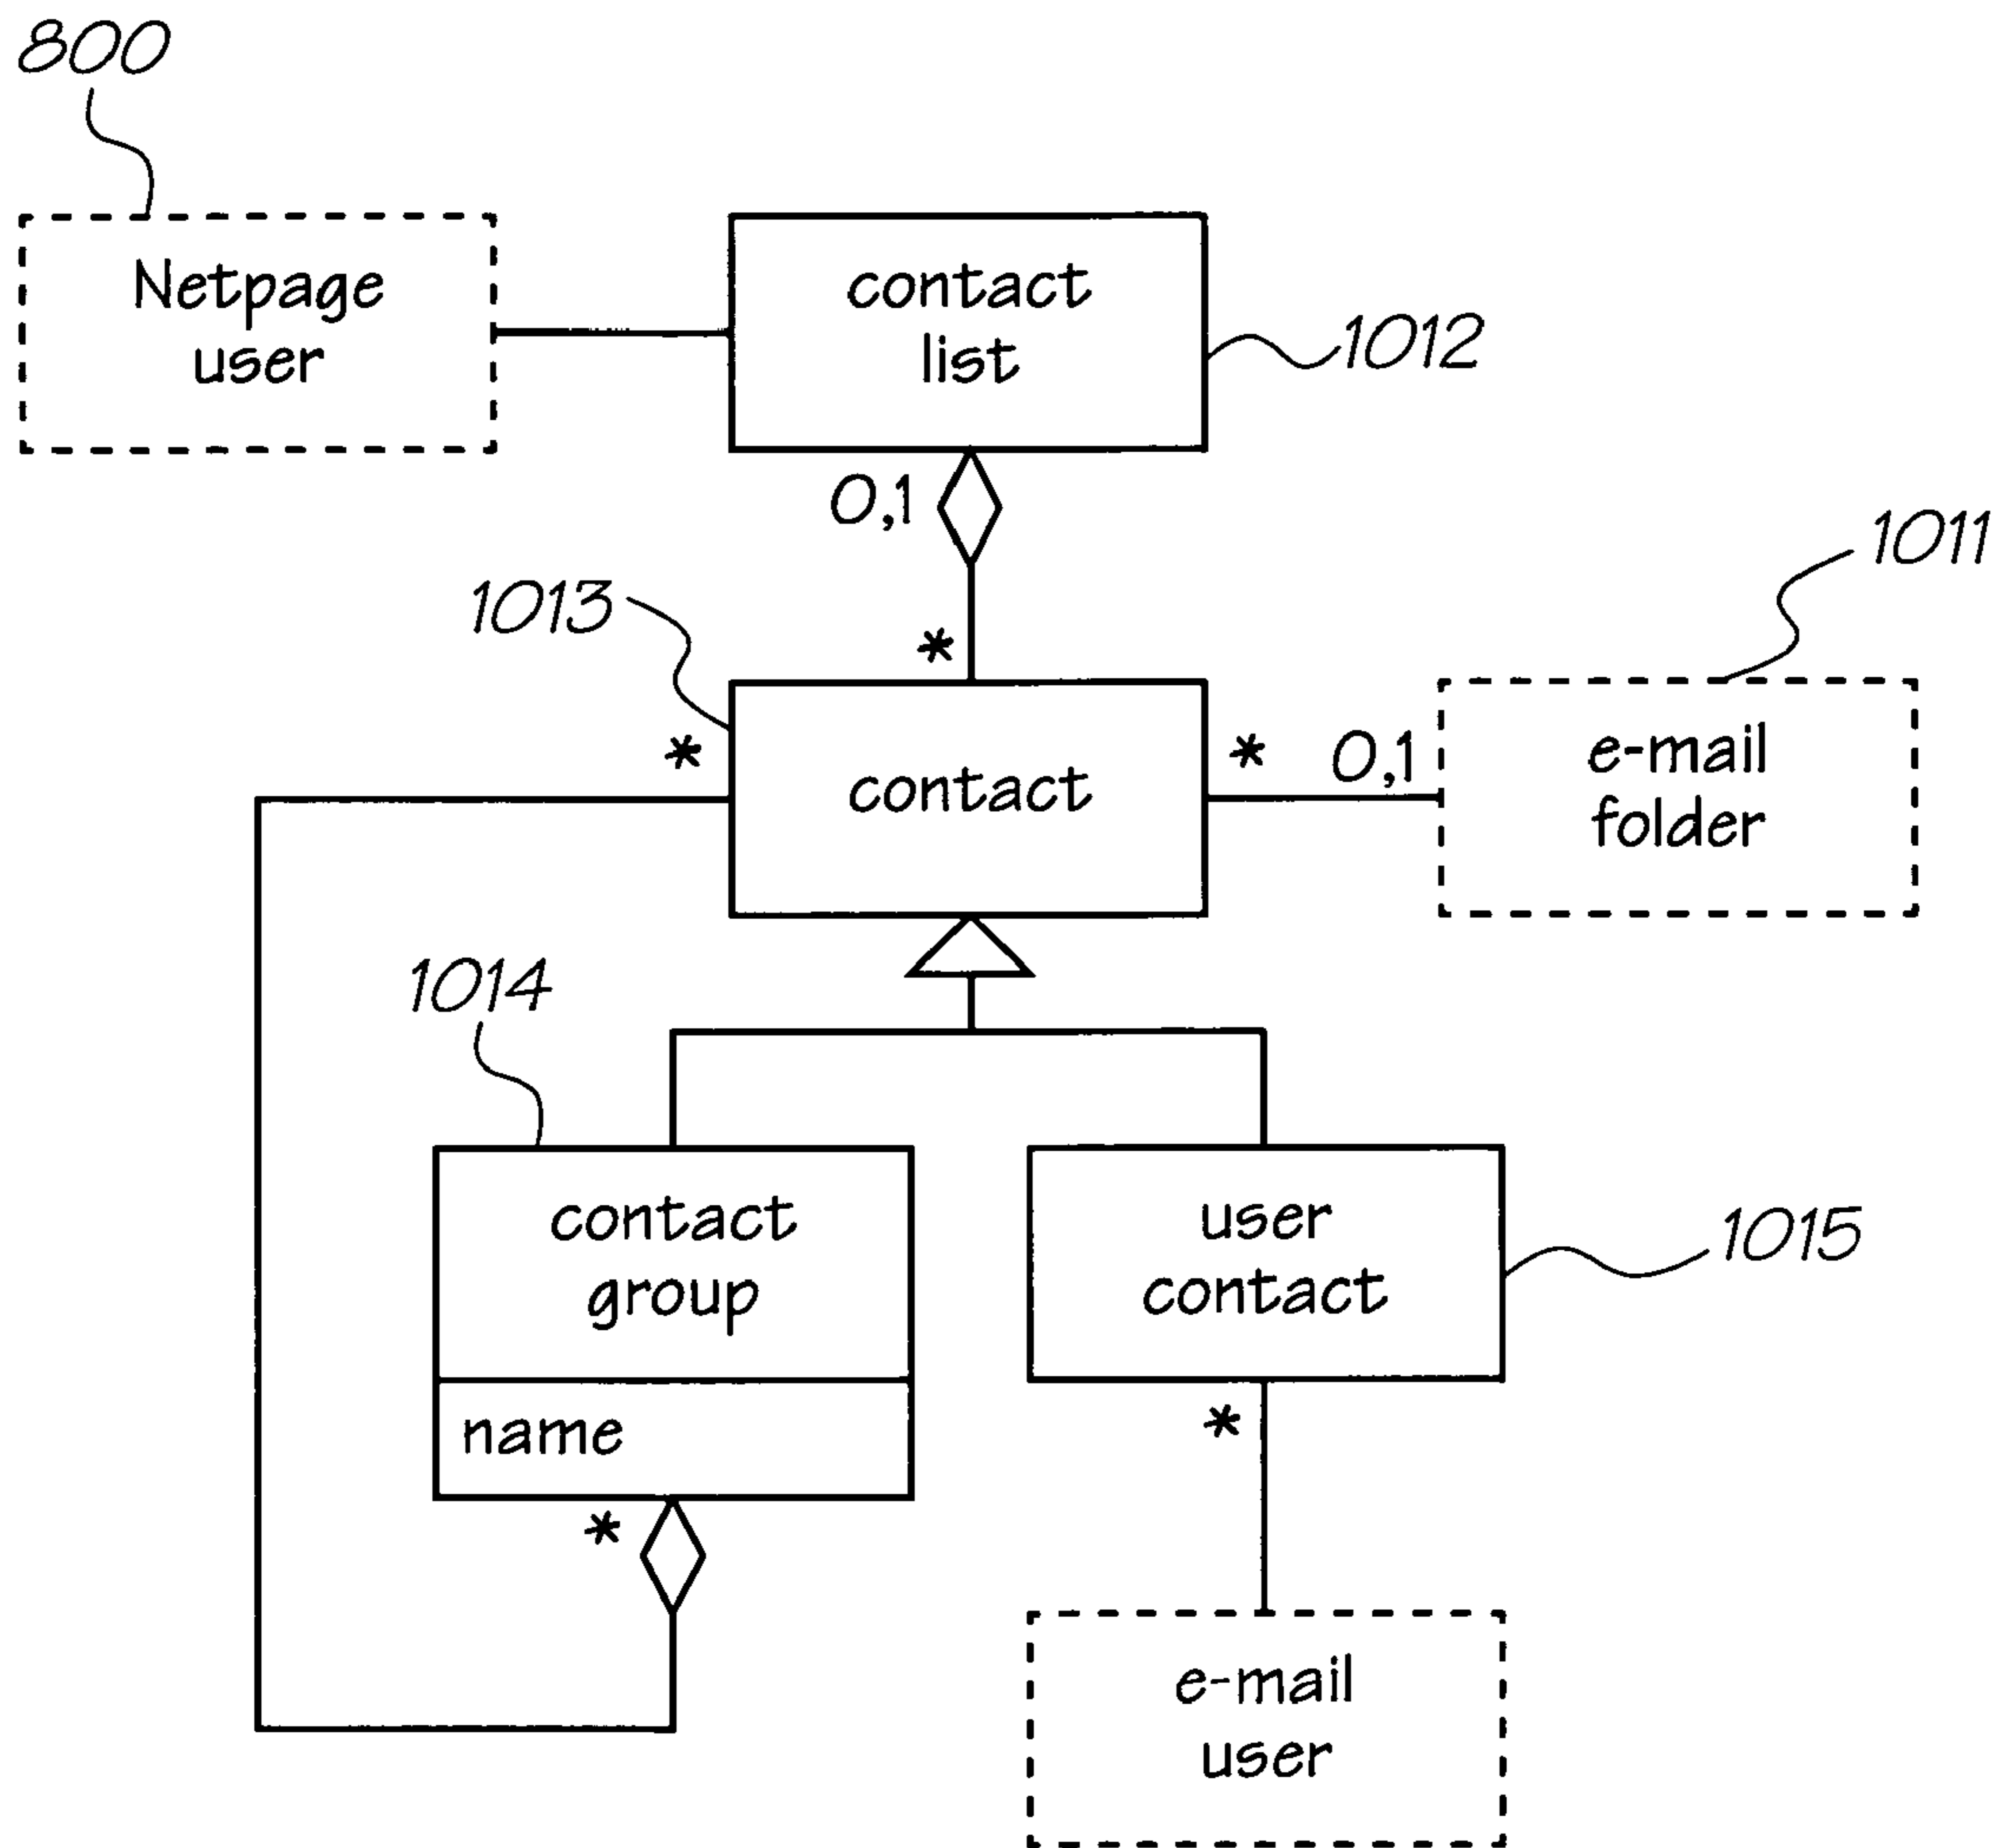 800
Netpage
user
contact
list
1012
0,1
*
1013
1011
*
contact
*
0,1
e-mail
folder
1014
contact
group
name
*
user
contact
1015
*
e-mail
user